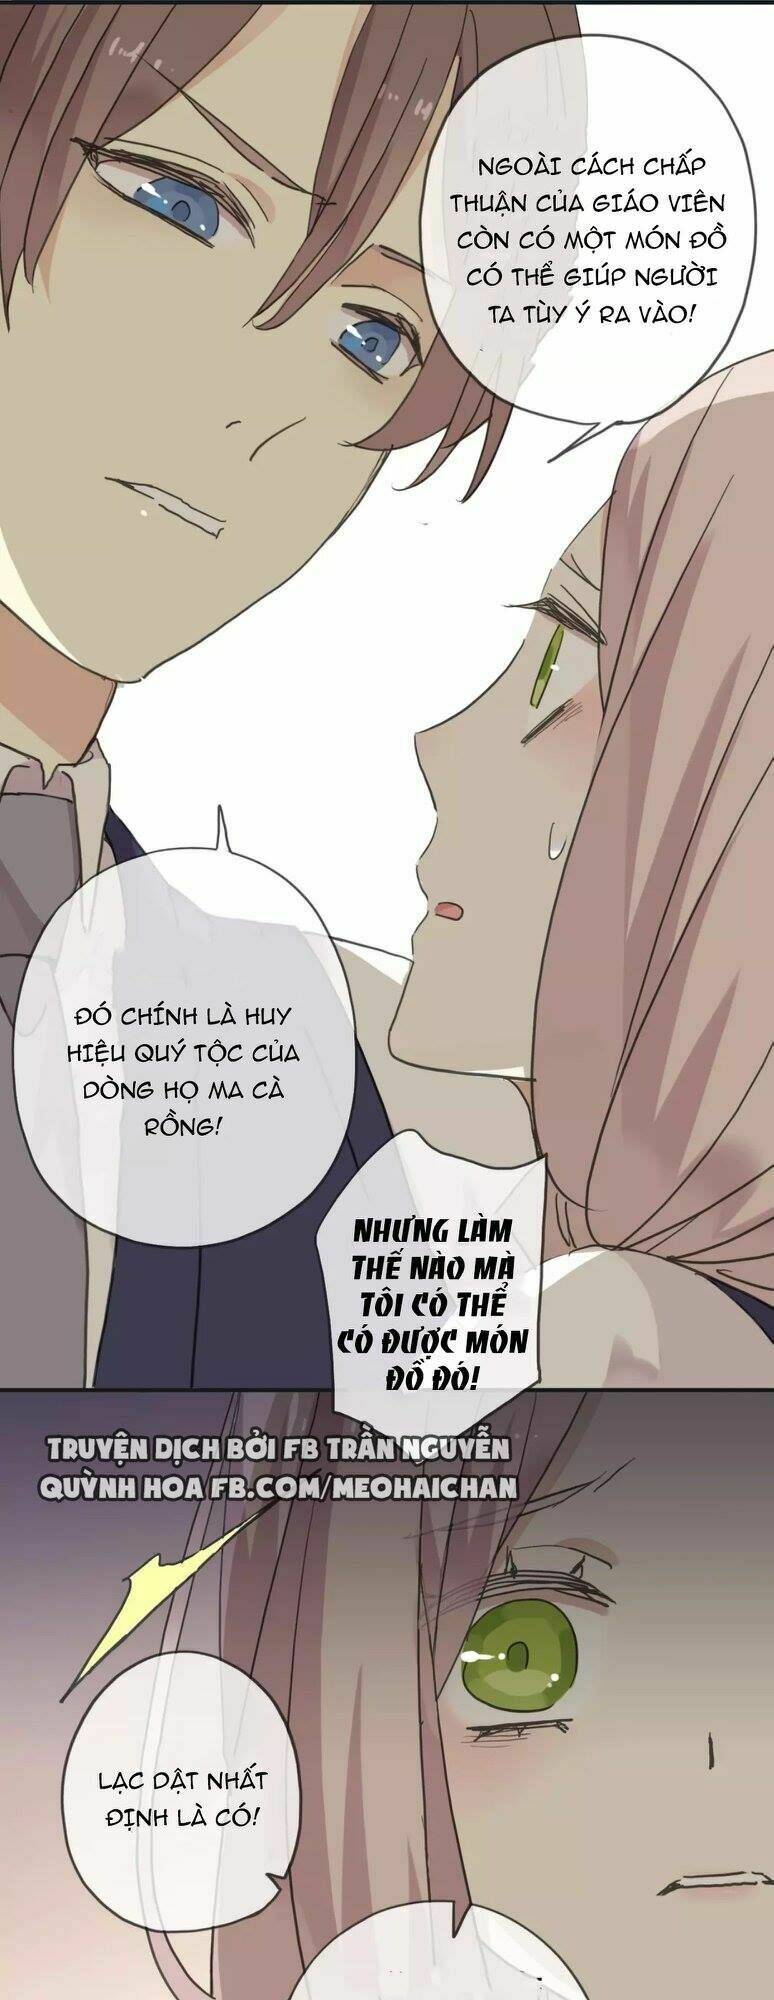 NGOÀI CÁCH CHẤP
THUẬN CỦA GIÁO VIÊN
CÒN CÓ MỘT MÓN ĐỒ
CÓ THỂ GIÚP NGƯỜI
TA TÙY Ý RA VÀO!
ĐÓ CHÍNH LÀ HUY
HIỆU QUÝ TỘC CỦA
DÒNG HỌ MA CÀ
RỒNG!
NHƯNG LÀM
THẾ NÀO MÀ
TÔI CÓ THỂ
CÓ ĐƯỢC MÓN
ĐỒ ĐÓ!
TRUYỆN DỊCH BỞI FB TRẦN NGUYỄN
QUỲNH HOA FB.COM/MEOHAICHAN
LẠC DẬT NHẤT
ĐỊNH LÀ CÓ!